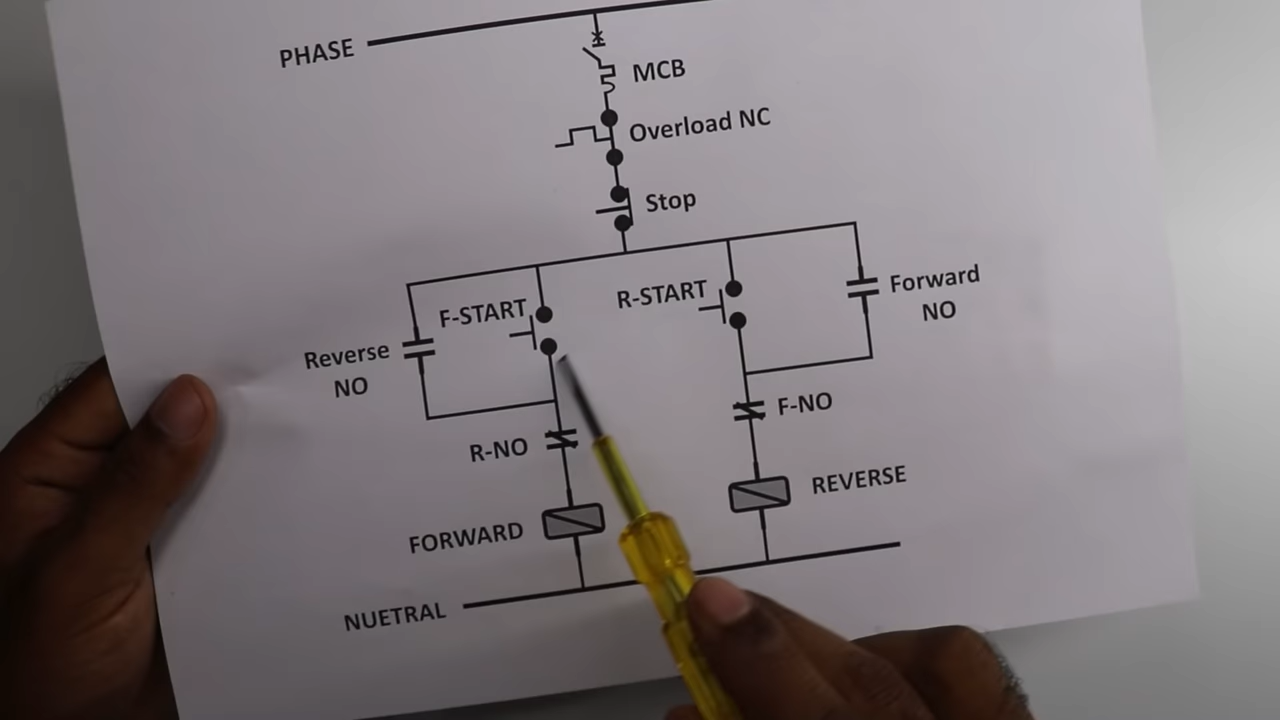 PHASE
MCB
Overload NC
Stop
F-START
R-START
Forward
NO
Reverse
NO
F-NO
R-NO
REVERSE
FORWARD
NUETRAL